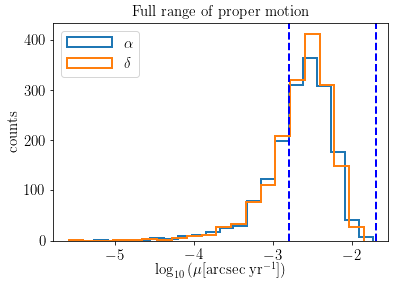 Full range of proper motion
counts
400
300
200
100
0
α
δ
−5
−4
−3
−2
log₁₀(μ[arcsec yr⁻¹])